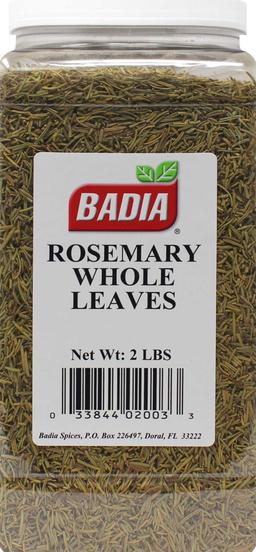 BADIA
®
ROSEMARY
WHOLE
LEAVES
Net Wt: 2 LBS
0 33844 02003 3
Badia Spices, P.O. Box 226497, Doral, FL 33222